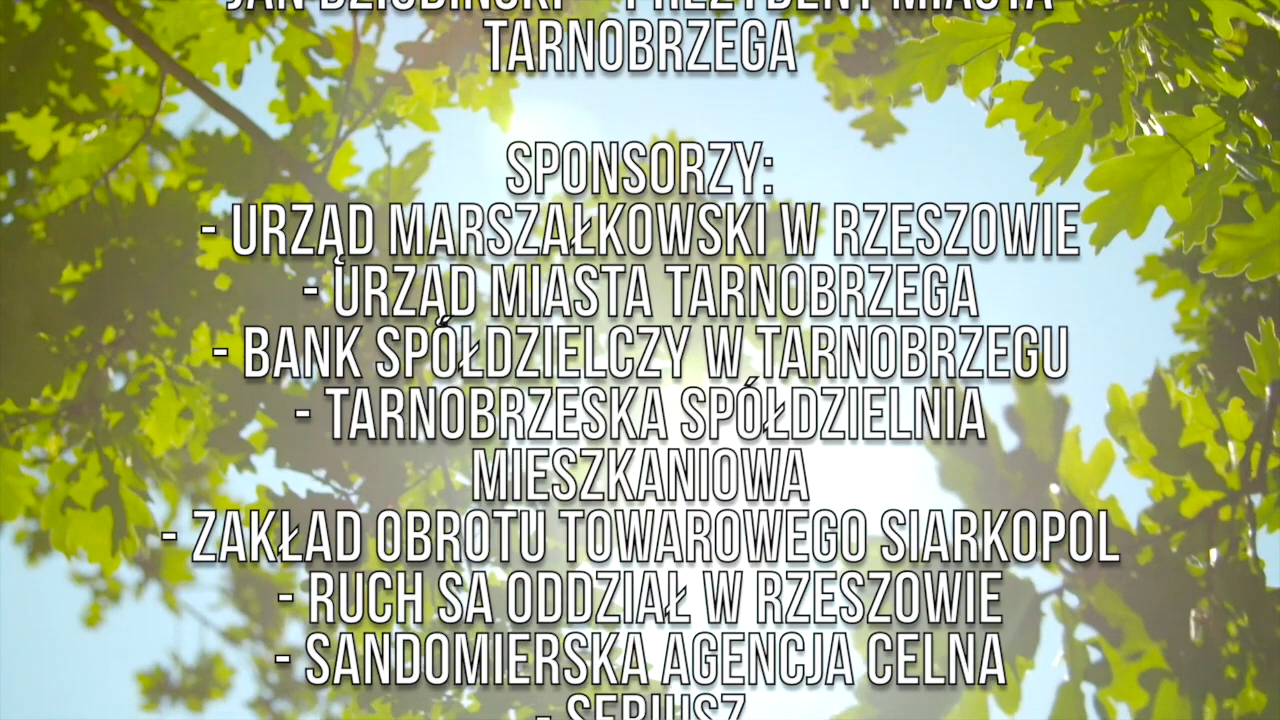 TARNOBRZEGA
SPONSORZY:
- URZĄD MARSZAŁKOWSKI W RZESZOWIE
- URZĄD MIASTA TARNOBRZEGA
- BANK SPÓŁDZIELCZY W TARNOBRZEGU
- TARNOBRZESKA SPÓŁDZIELNIA
MIESZKANIOWA
- ZAKŁAD OBROTU TOWAROWEGO SIARKOPOL
- RUCH SA ODDZIAŁ W RZESZOWIE
- SANDOMIERSKA AGENCJA CELNA